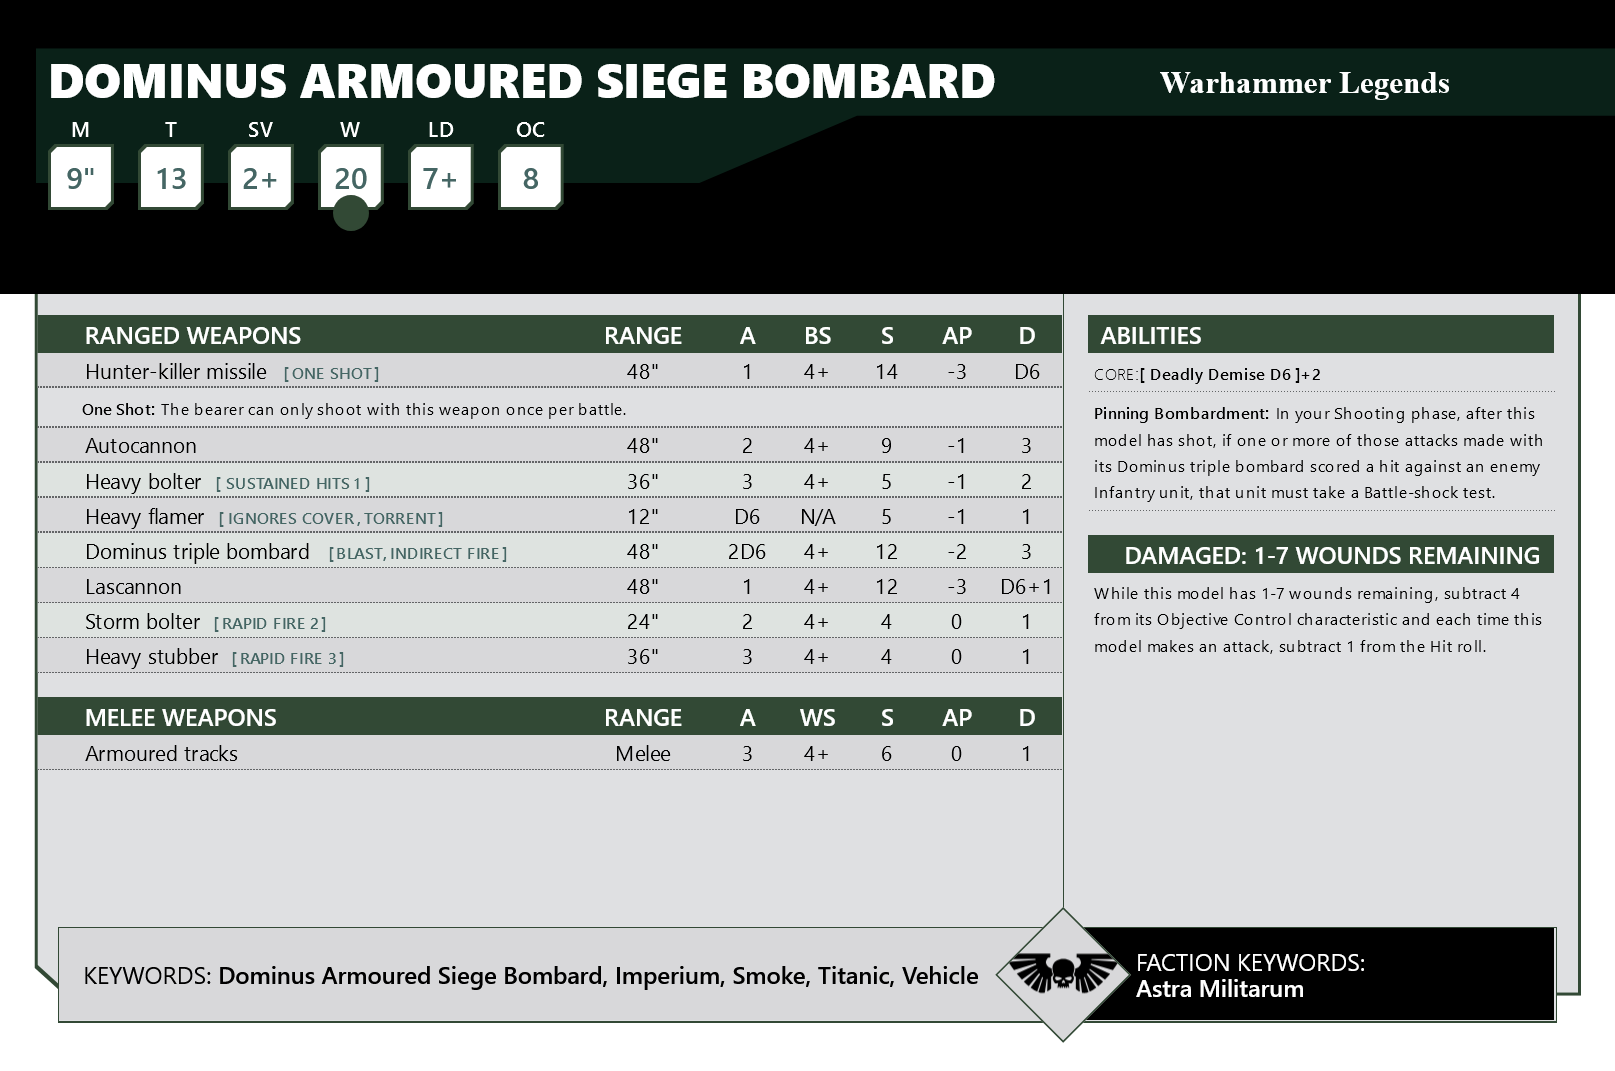 DOMINUS ARMOURED SIEGE BOMBARD
Warhammer Legends
M T SV W LD OC
9" 13 2+ 20 7+ 8
RANGED WEAPONS RANGE A BS S AP D
Hunter-killer missile [ONE SHOT] 48" 1 4+ 14 -3 D6
One Shot: The bearer can only shoot with this weapon once per battle.
Autocannon 48" 2 4+ 9 -1 3
Heavy bolter [SUSTAINED HITS 1] 36" 3 4+ 5 -1 2
Heavy flamer [IGNORES COVER, TORRENT] 12" D6 N/A 5 -1 1
Dominus triple bombard [BLAST, INDIRECT FIRE] 48" 2D6 4+ 12 -2 3
Lascannon 48" 1 4+ 12 -3 D6+1
Storm bolter [RAPID FIRE 2] 24" 2 4+ 4 0 1
Heavy stubber [RAPID FIRE 3] 36" 3 4+ 4 0 1
MELEE WEAPONS RANGE A WS S AP D
Armoured tracks Melee 3 4+ 6 0 1
ABILITIES
CORE:[ Deadly Demise D6 ]+2
Pinning Bombardment: In your Shooting phase, after this
model has shot, if one or more of those attacks made with
its Dominus triple bombard scored a hit against an enemy
Infantry unit, that unit must take a Battle-shock test.
DAMAGED: 1-7 WOUNDS REMAINING
While this model has 1-7 wounds remaining, subtract 4
from its Objective Control characteristic and each time this
model makes an attack, subtract 1 from the Hit roll.
KEYWORDS: Dominus Armoured Siege Bombard, Imperium, Smoke, Titanic, Vehicle
FACTION KEYWORDS:
Astra Militarum